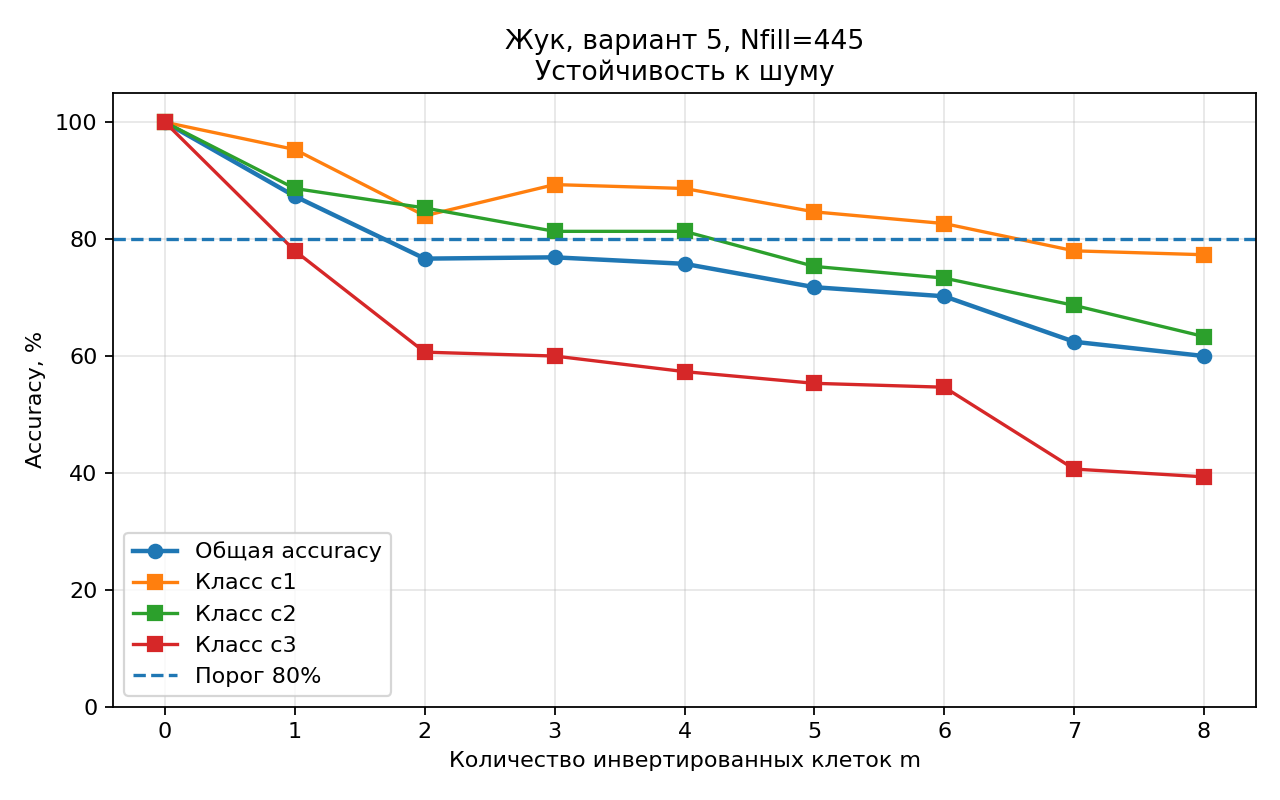 Жук, вариант 5, Nfill=445
Устойчивость к шуму
Accuracy, %
100
80
60
40
20
0
Общая accuracy
Класс c1
Класс c2
Класс c3
Порог 80%
0 1 2 3 4 5 6 7 8
Количество инвертированных клеток m